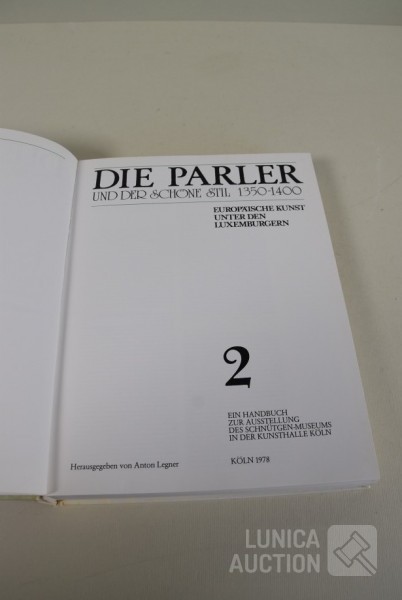 DIE PARLER
UND DER SCHÖNE STIL 1350-1400
EUROPÄISCHE KUNST
UNTER DEN
LUXEMBURGERN
2
EIN HANDBUCH
ZUR AUSSTELLUNG
DES SCHNÜTGEN-MUSEUMS
IN DER KUNSTHALLE KÖLN
Herausgegeben von Anton Legner
KÖLN 1978
LUNICA
AUCTION